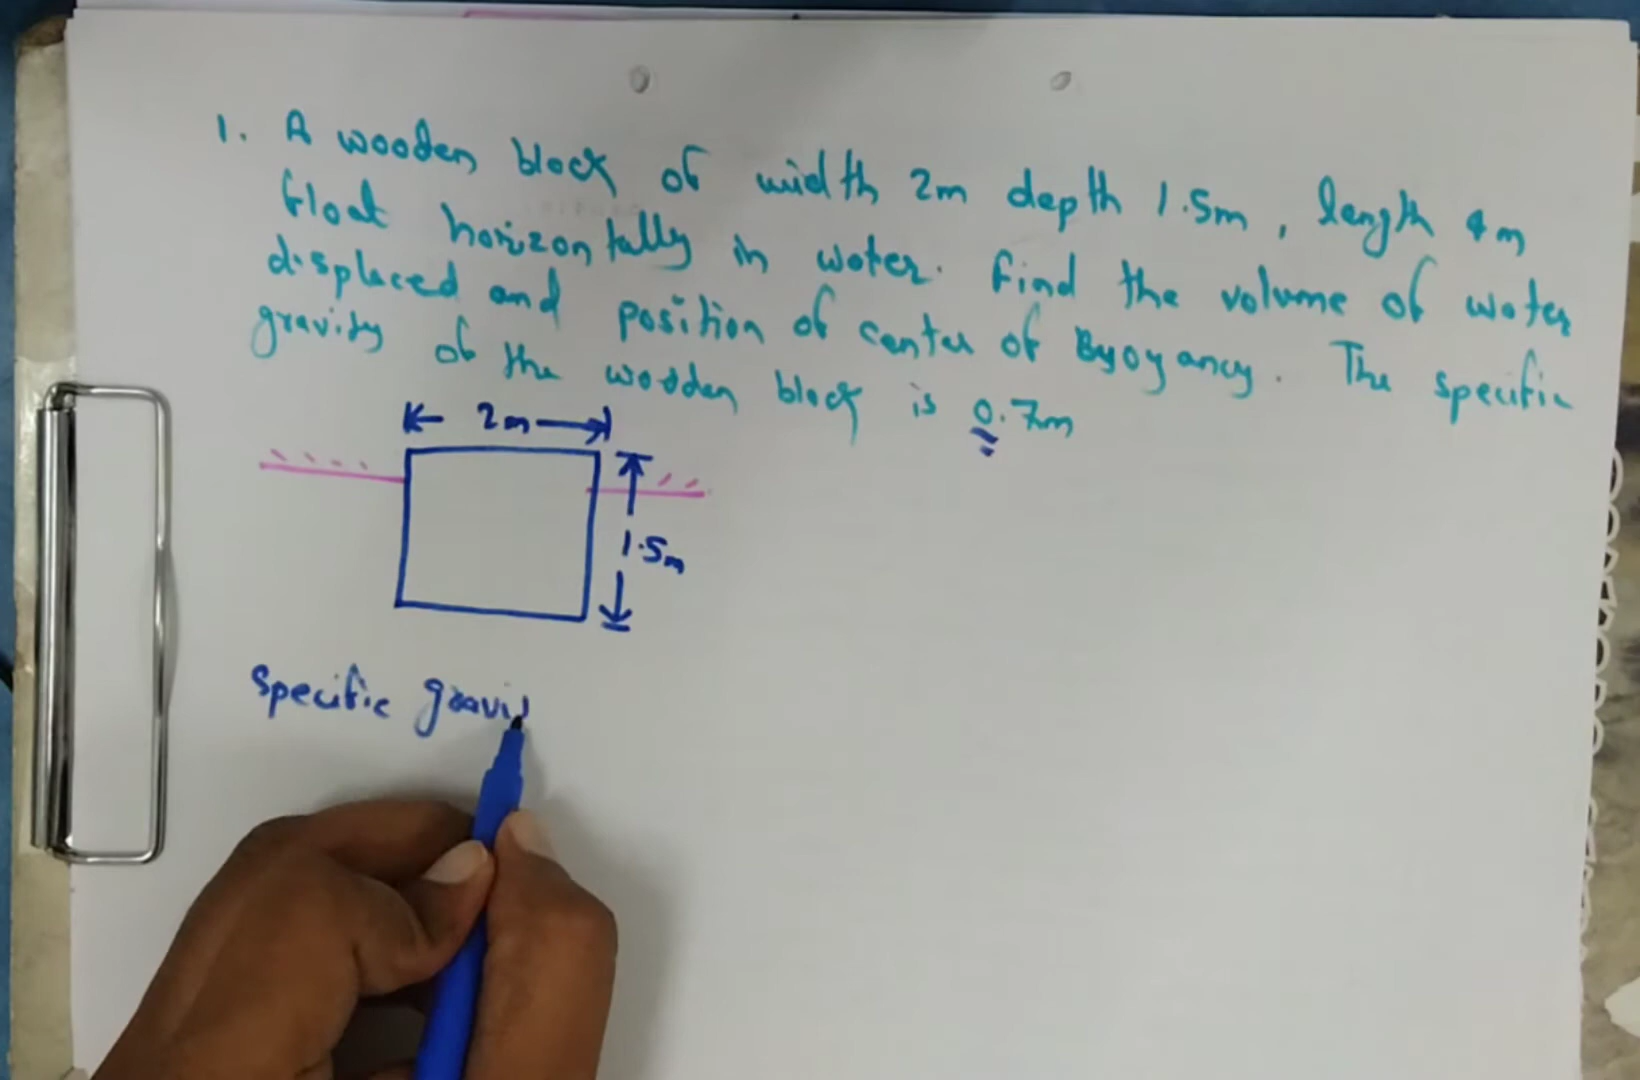 1. A wooden block of width 2m depth 1.5m, length 4m
float horizontally in water. Find the volume of water
displaced and position of center of Byoyancy. The specific
gravity of the wooden block is 0.7m
2m
1.5m
Specific gravi